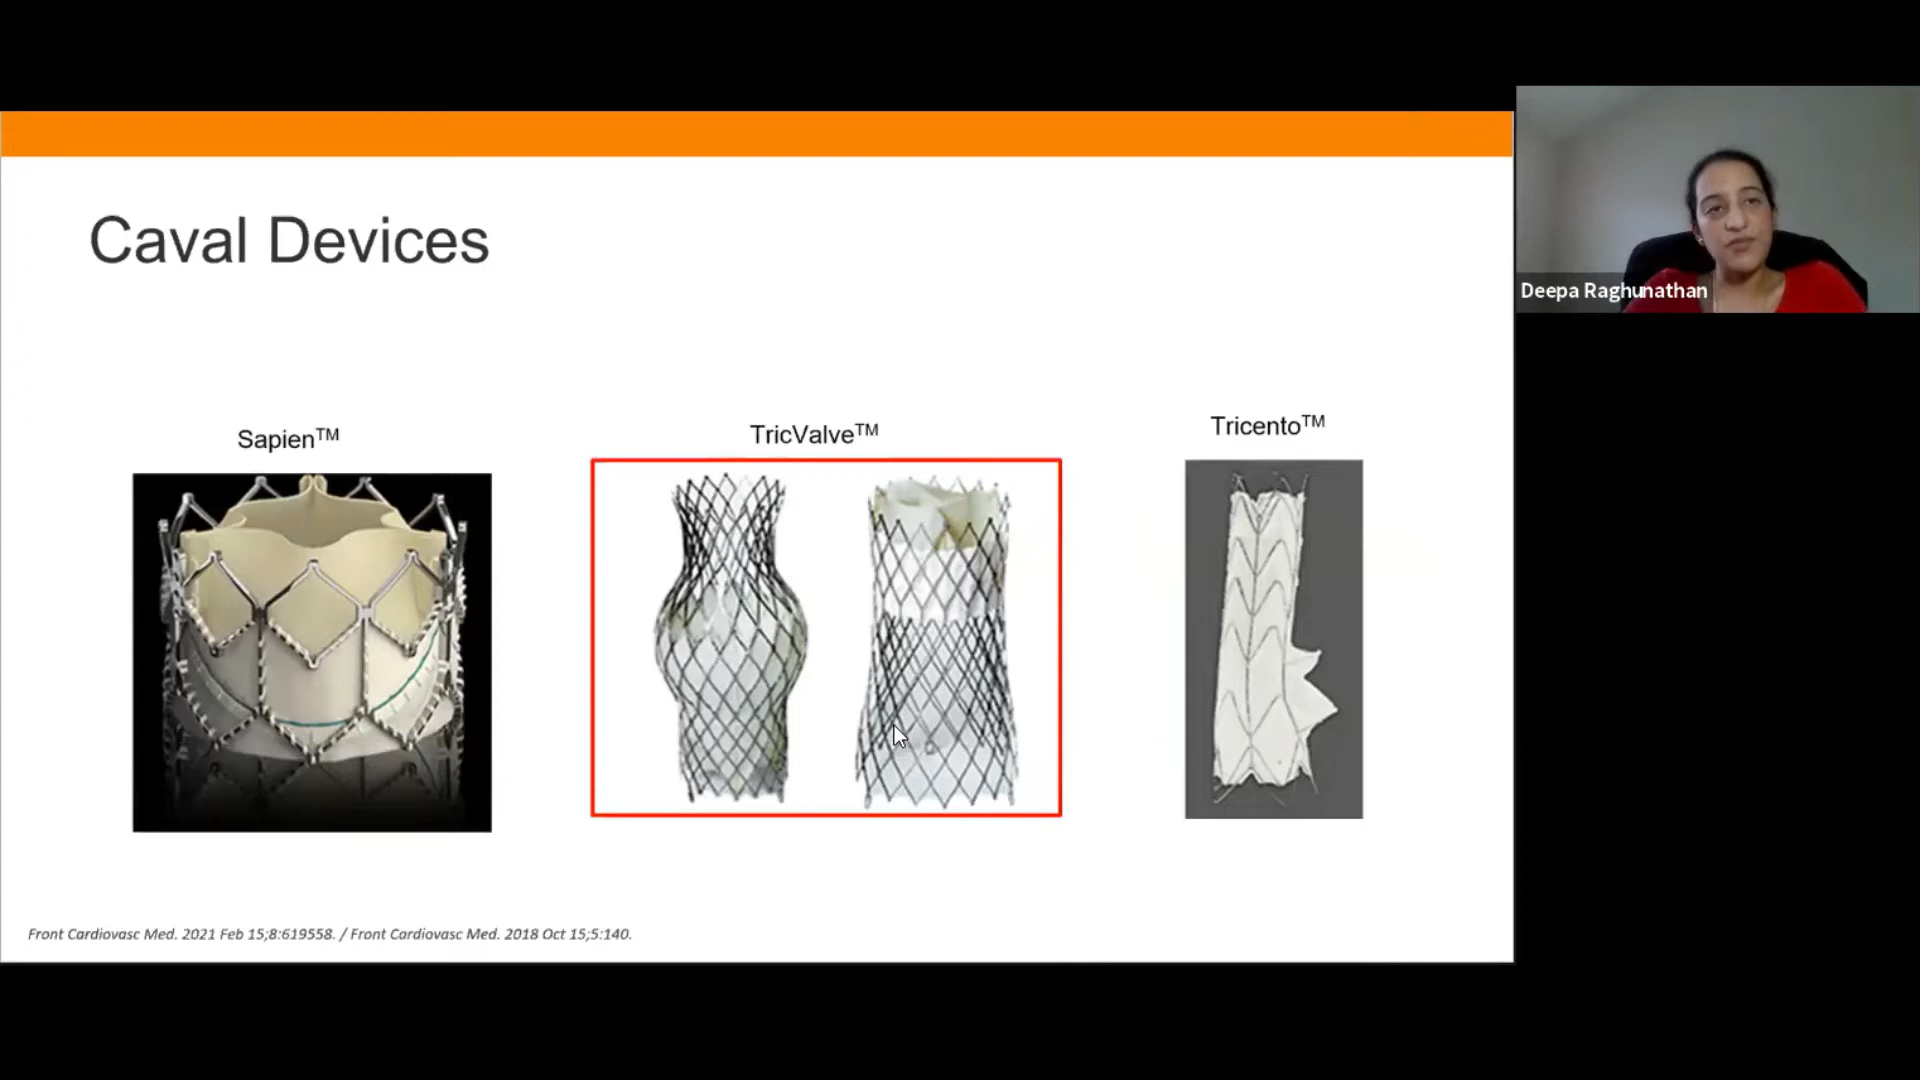 Caval Devices
Sapien™
TricValve™
Tricento™
Front Cardiovasc Med. 2021 Feb 15;8:619558. / Front Cardiovasc Med. 2018 Oct 15;5:140.
Deepa Raghunathan